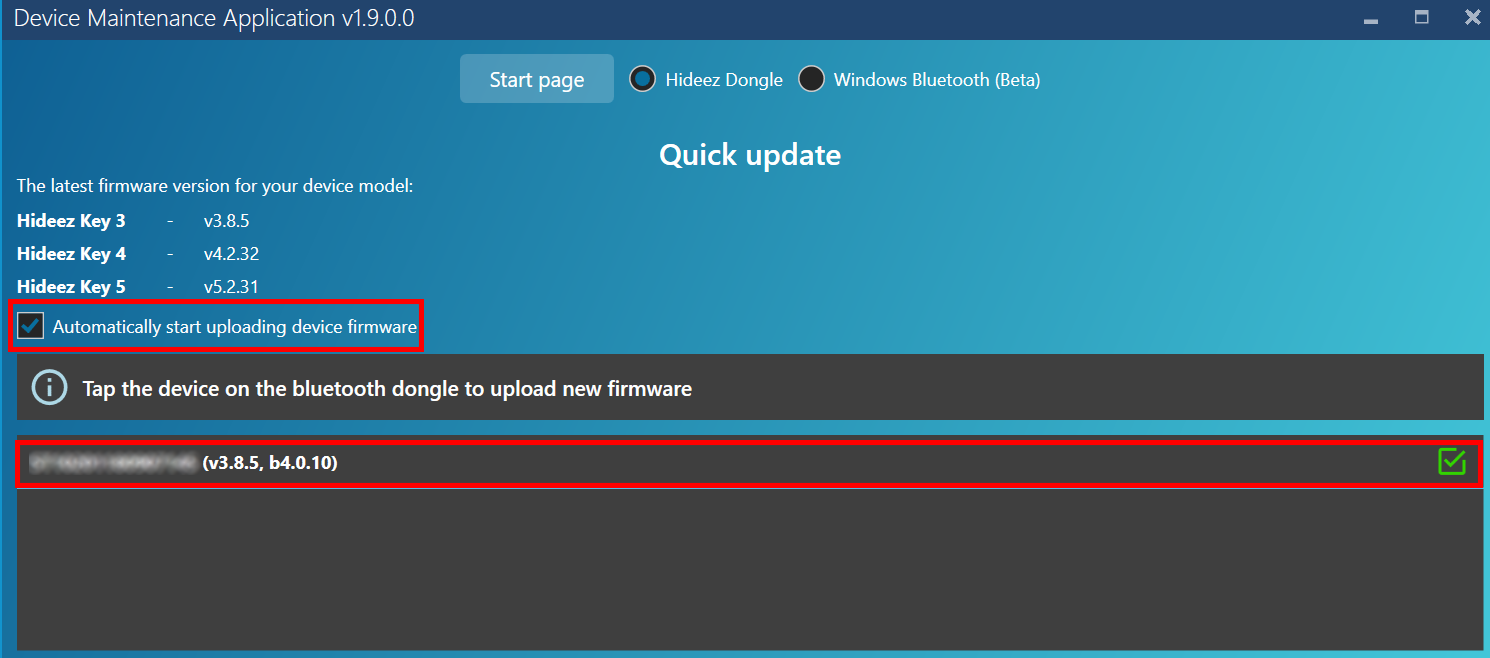 Device Maintenance Application v1.9.0.0
Start page Hideez Dongle Windows Bluetooth (Beta)
Quick update
The latest firmware version for your device model:
Hideez Key 3 - v3.8.5
Hideez Key 4 - v4.2.32
Hideez Key 5 - v5.2.31
Automatically start uploading device firmware
Tap the device on the bluetooth dongle to upload new firmware
(v3.8.5, b4.0.10)